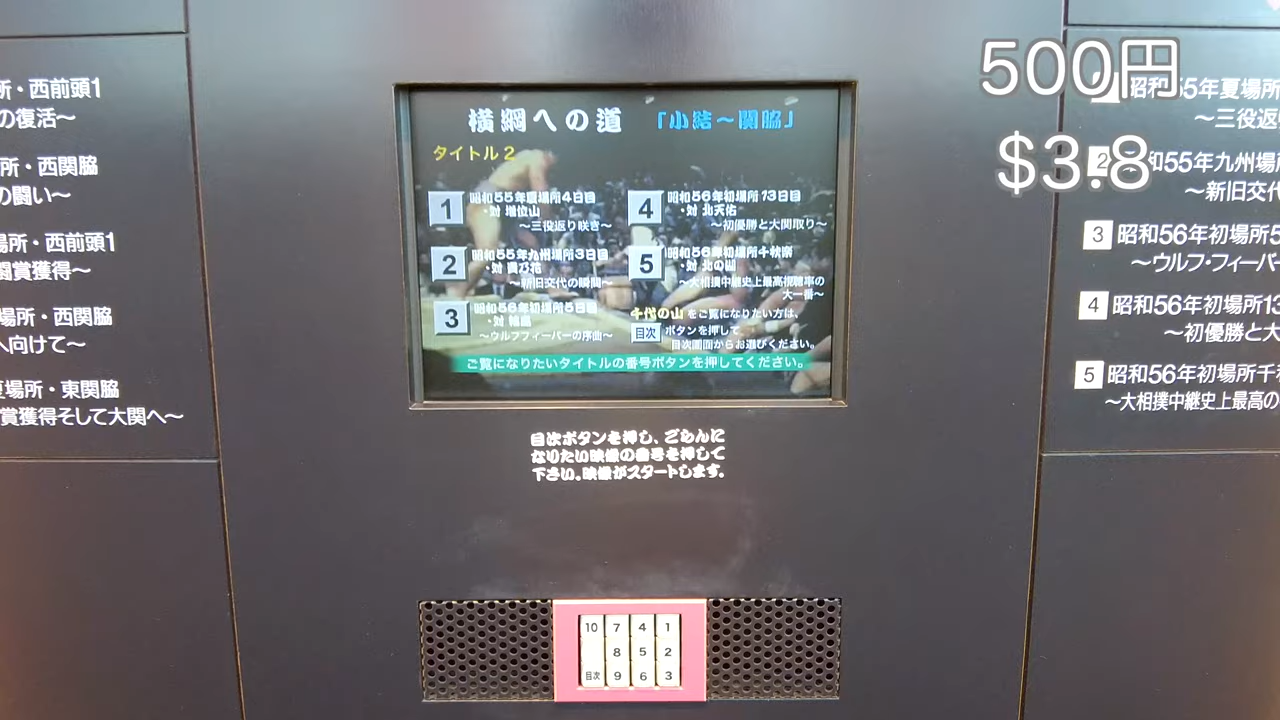 500円
$3.8
所・西前頭1
の復活〜
所・西関脇
の闘い〜
場所・西前頭1
闘賞獲得〜
場所・西関脇
へ向けて〜
夏場所・東関脇
賞獲得そして大関へ〜
横綱への道 「小結〜関脇」
タイトル2
1 昭和55年夏場所4日目
・対 増位山
〜三役返り咲き〜
2 昭和55年九州場所3日目
・対 貴乃花
〜新旧交代の瞬間〜
3 昭和56年初場所5日目
・対 輪島
〜ウルフフィーバーの序曲〜
4 昭和56年初場所13日目
・対 北天佑
〜初優勝と大関取り〜
5 昭和56年初場所千秋楽
・対 北の湖
〜大相撲中継史上最高視聴率の
大一番〜
千代の山をご覧になりたい方は、
目次 ボタンを押して、
目次画面からお選びください。
ご覧になりたいタイトルの番号ボタンを押してください。
目次ボタンを押し、ごらんに
なりたい映像の番号を押して
下さい。映像がスタートします。
10 7 4 1
8 5 2
目次 9 6 3
昭和55年夏場所
〜三役返
2 和55年九州場所
〜新旧交代
3 昭和56年初場所5
〜ウルフ・フィーバー
4 昭和56年初場所13
〜初優勝と大
5 昭和56年初場所千秋
〜大相撲中継史上最高の